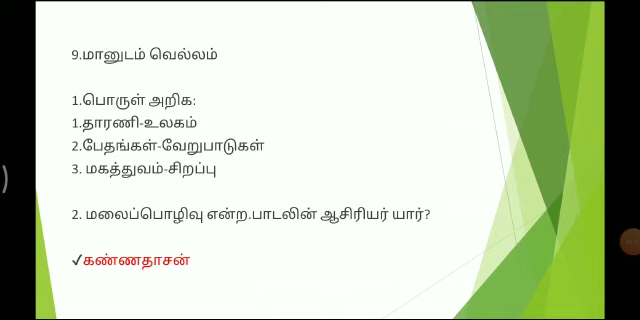 9.மானுடம் வெல்லம்
1.பொருள் அறிக:
1.தாரணி-உலகம்
2.பேதங்கள்-வேறுபாடுகள்
3. மகத்துவம்-சிறப்பு
2. மலைப்பொழிவு என்ற.பாடலின் ஆசிரியர் யார்?
✓கண்ணதாசன்